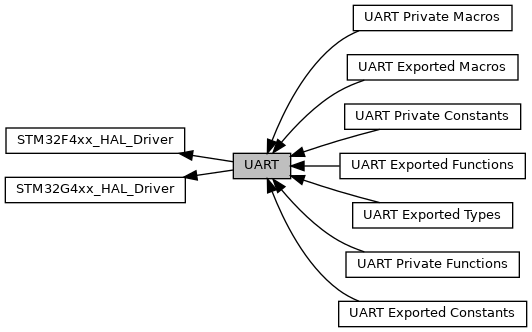 STM32F4xx_HAL_Driver
STM32G4xx_HAL_Driver
UART
UART Private Macros
UART Exported Macros
UART Private Constants
UART Exported Functions
UART Exported Types
UART Private Functions
UART Exported Constants